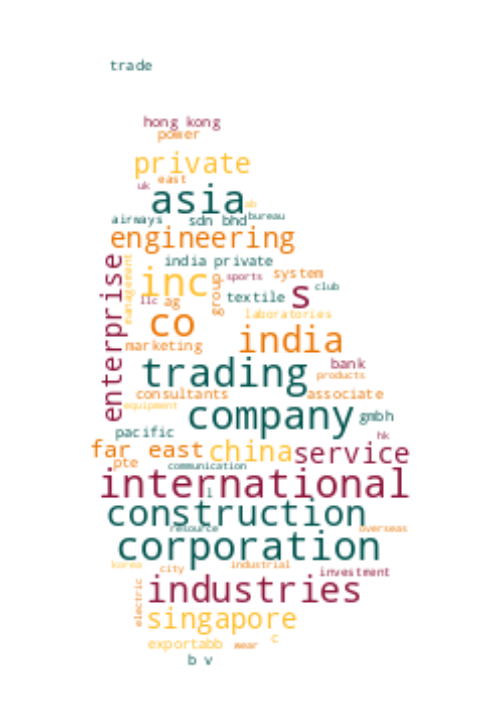 trade
hong kong
power
private
east
uk
asia
ab
airways sdn bhd bureau
engineering
india private
enterprise
management
inc
sports
system
llc ag
group
textile
s
club
co
laboratories
india
marketing
trading
bank
products
consultants
associate
equipment
company
gmbh
pacific
hk
far east
china
service
pte
communication
international
l
construction
resource
overseas
corporation
korea
city
industrial
investment
electric
industries
singapore
c
exportabb
wear
b v